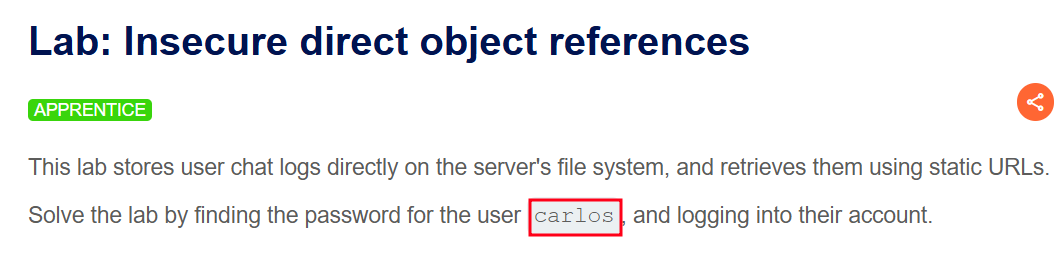 Lab: Insecure direct object references
APPRENTICE
This lab stores user chat logs directly on the server's file system, and retrieves them using static URLs.
Solve the lab by finding the password for the user carlos, and logging into their account.